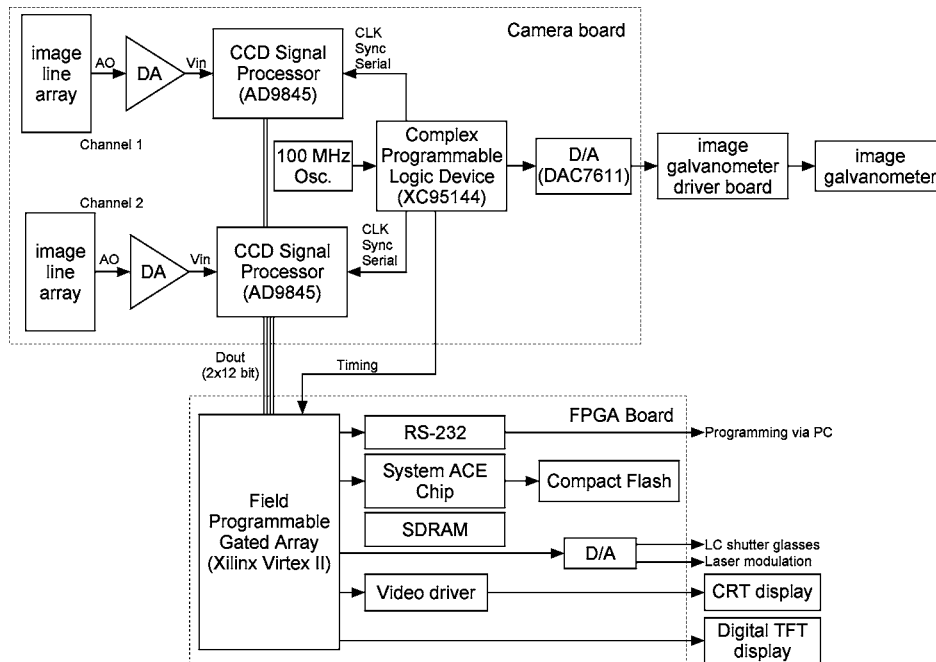 Camera board
image
line
array
AO
DA
Vin
CCD Signal
Processor
(AD9845)
CLK
Sync
Serial
Channel 1
100 MHz
Osc.
Complex
Programmable
Logic Device
(XC95144)
D/A
(DAC7611)
image
galvanometer
driver board
image
galvanometer
Channel 2
image
line
array
AO
DA
Vin
CCD Signal
Processor
(AD9845)
CLK
Sync
Serial
Dout
(2x12 bit)
Timing
FPGA Board
Field
Programmable
Gated Array
(Xilinx Virtex II)
RS-232
Programming via PC
System ACE
Chip
Compact Flash
SDRAM
D/A
LC shutter glasses
Laser modulation
Video driver
CRT display
Digital TFT
display